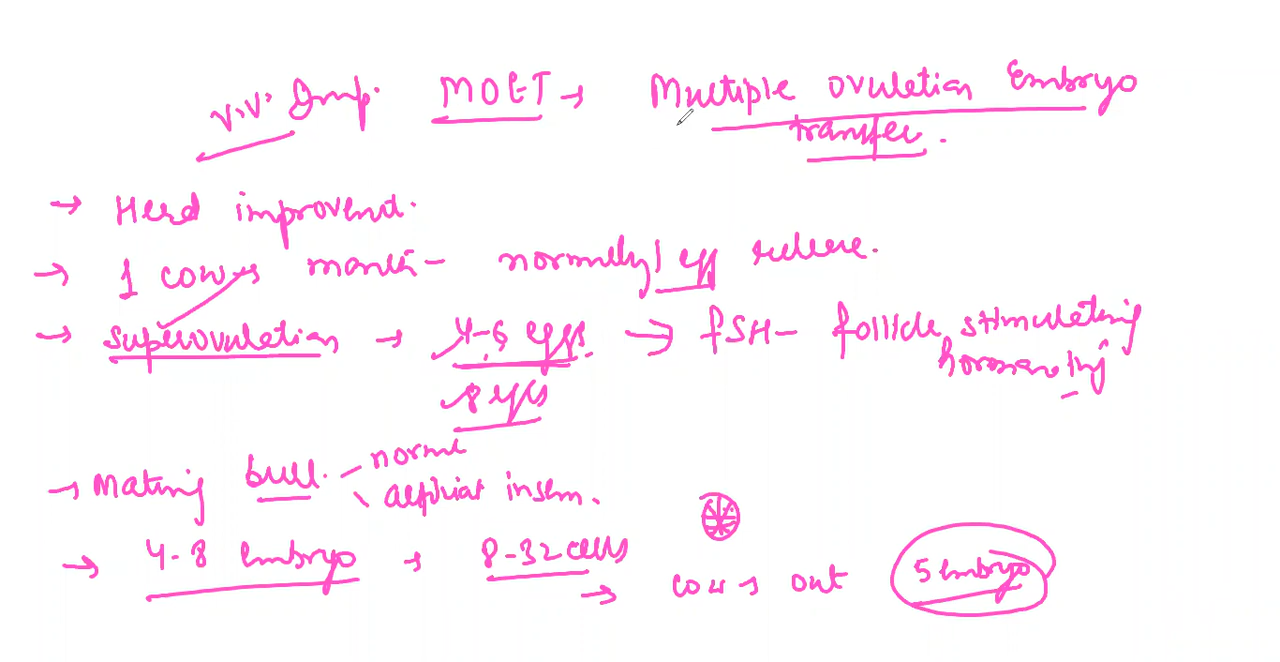 v.v. Imp. MOET → Multiple ovulation Embryo
transfer.
→ Herd improvend.
→ 1 cow → month - normally 1 egg release.
→ superovulation → 4-6 eggs. → FSH - follicle stimulating
hormone inj
8 eggs
→ Mating bull. normal
artificial insem.
→ 4-8 embryo → 8-32 cells
→ cow → out 5 embryo